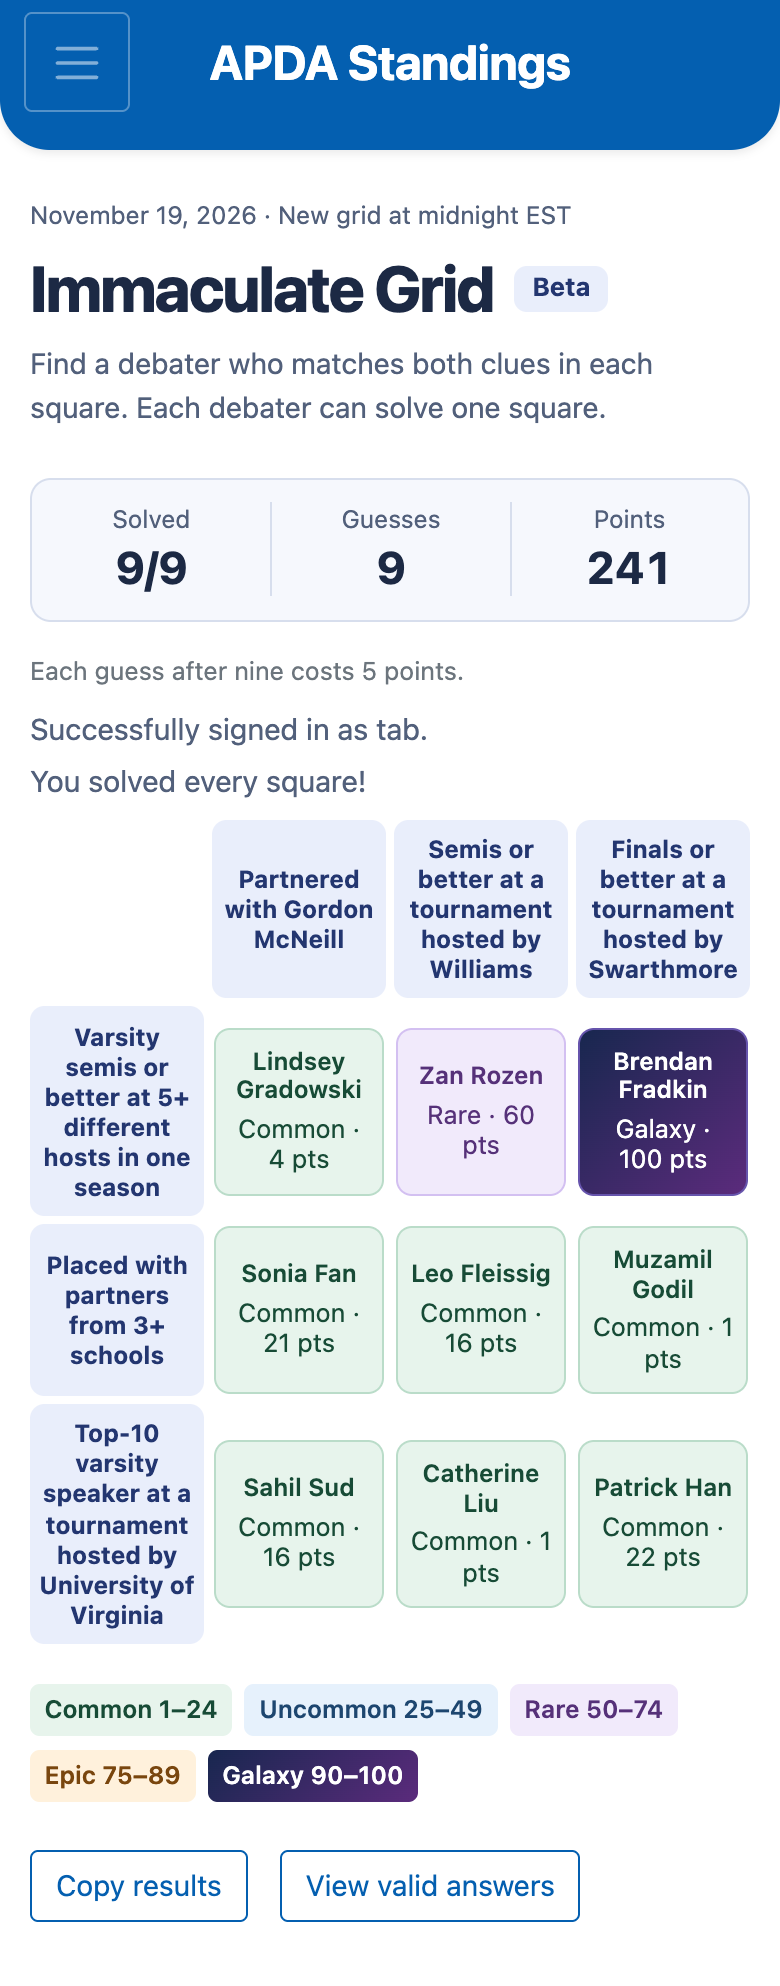 APDA Standings
November 19, 2026 · New grid at midnight EST
Immaculate Grid Beta
Find a debater who matches both clues in each
square. Each debater can solve one square.
Solved
9/9
Guesses
9
Points
241
Each guess after nine costs 5 points.
Successfully signed in as tab.
You solved every square!
Partnered
with Gordon
McNeill
Semis or
better at a
tournament
hosted by
Williams
Finals or
better at a
tournament
hosted by
Swarthmore
Varsity
semis or
better at 5+
different
hosts in one
season
Lindsey
Gradowski
Common ·
4 pts
Zan Rozen
Rare · 60
pts
Brendan
Fradkin
Galaxy ·
100 pts
Placed with
partners
from 3+
schools
Sonia Fan
Common ·
21 pts
Leo Fleissig
Common ·
16 pts
Muzamil
Godil
Common · 1
pts
Top-10
varsity
speaker at a
tournament
hosted by
University of
Virginia
Sahil Sud
Common ·
16 pts
Catherine
Liu
Common · 1
pts
Patrick Han
Common ·
22 pts
Common 1–24
Uncommon 25–49
Rare 50–74
Epic 75–89
Galaxy 90–100
Copy results
View valid answers